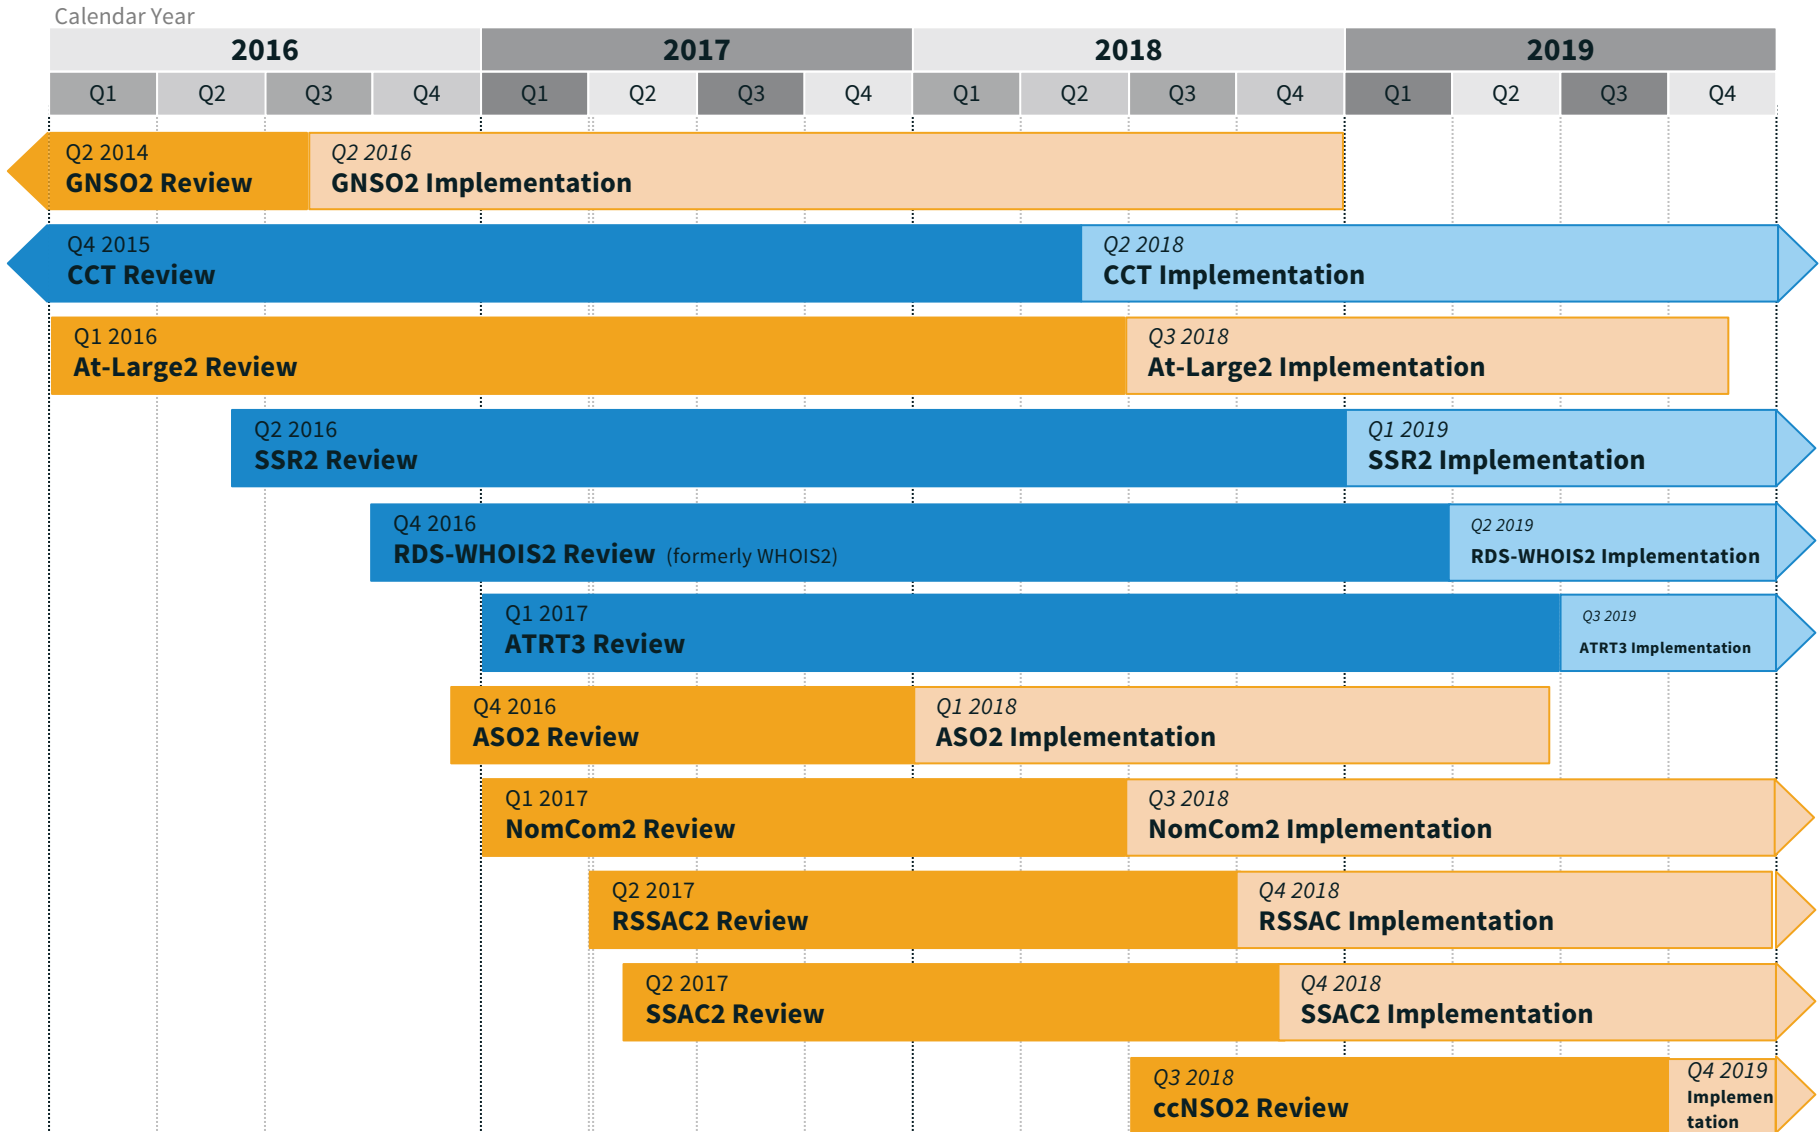 Calendar Year
2016 2017 2018 2019
Q1 Q2 Q3 Q4 Q1 Q2 Q3 Q4 Q1 Q2 Q3 Q4 Q1 Q2 Q3 Q4
Q2 2014 Q2 2016
GNSO2 Review GNSO2 Implementation
Q4 2015 Q2 2018
CCT Review CCT Implementation
Q1 2016 Q3 2018
At-Large2 Review At-Large2 Implementation
Q2 2016 Q1 2019
SSR2 Review SSR2 Implementation
Q4 2016 Q2 2019
RDS-WHOIS2 Review (formerly WHOIS2) RDS-WHOIS2 Implementation
Q1 2017 Q3 2019
ATRT3 Review ATRT3 Implementation
Q4 2016 Q1 2018
ASO2 Review ASO2 Implementation
Q1 2017 Q3 2018
NomCom2 Review NomCom2 Implementation
Q2 2017 Q4 2018
RSSAC2 Review RSSAC Implementation
Q2 2017 Q4 2018
SSAC2 Review SSAC2 Implementation
Q3 2018 Q4 2019
ccNSO2 Review Implemen
tation